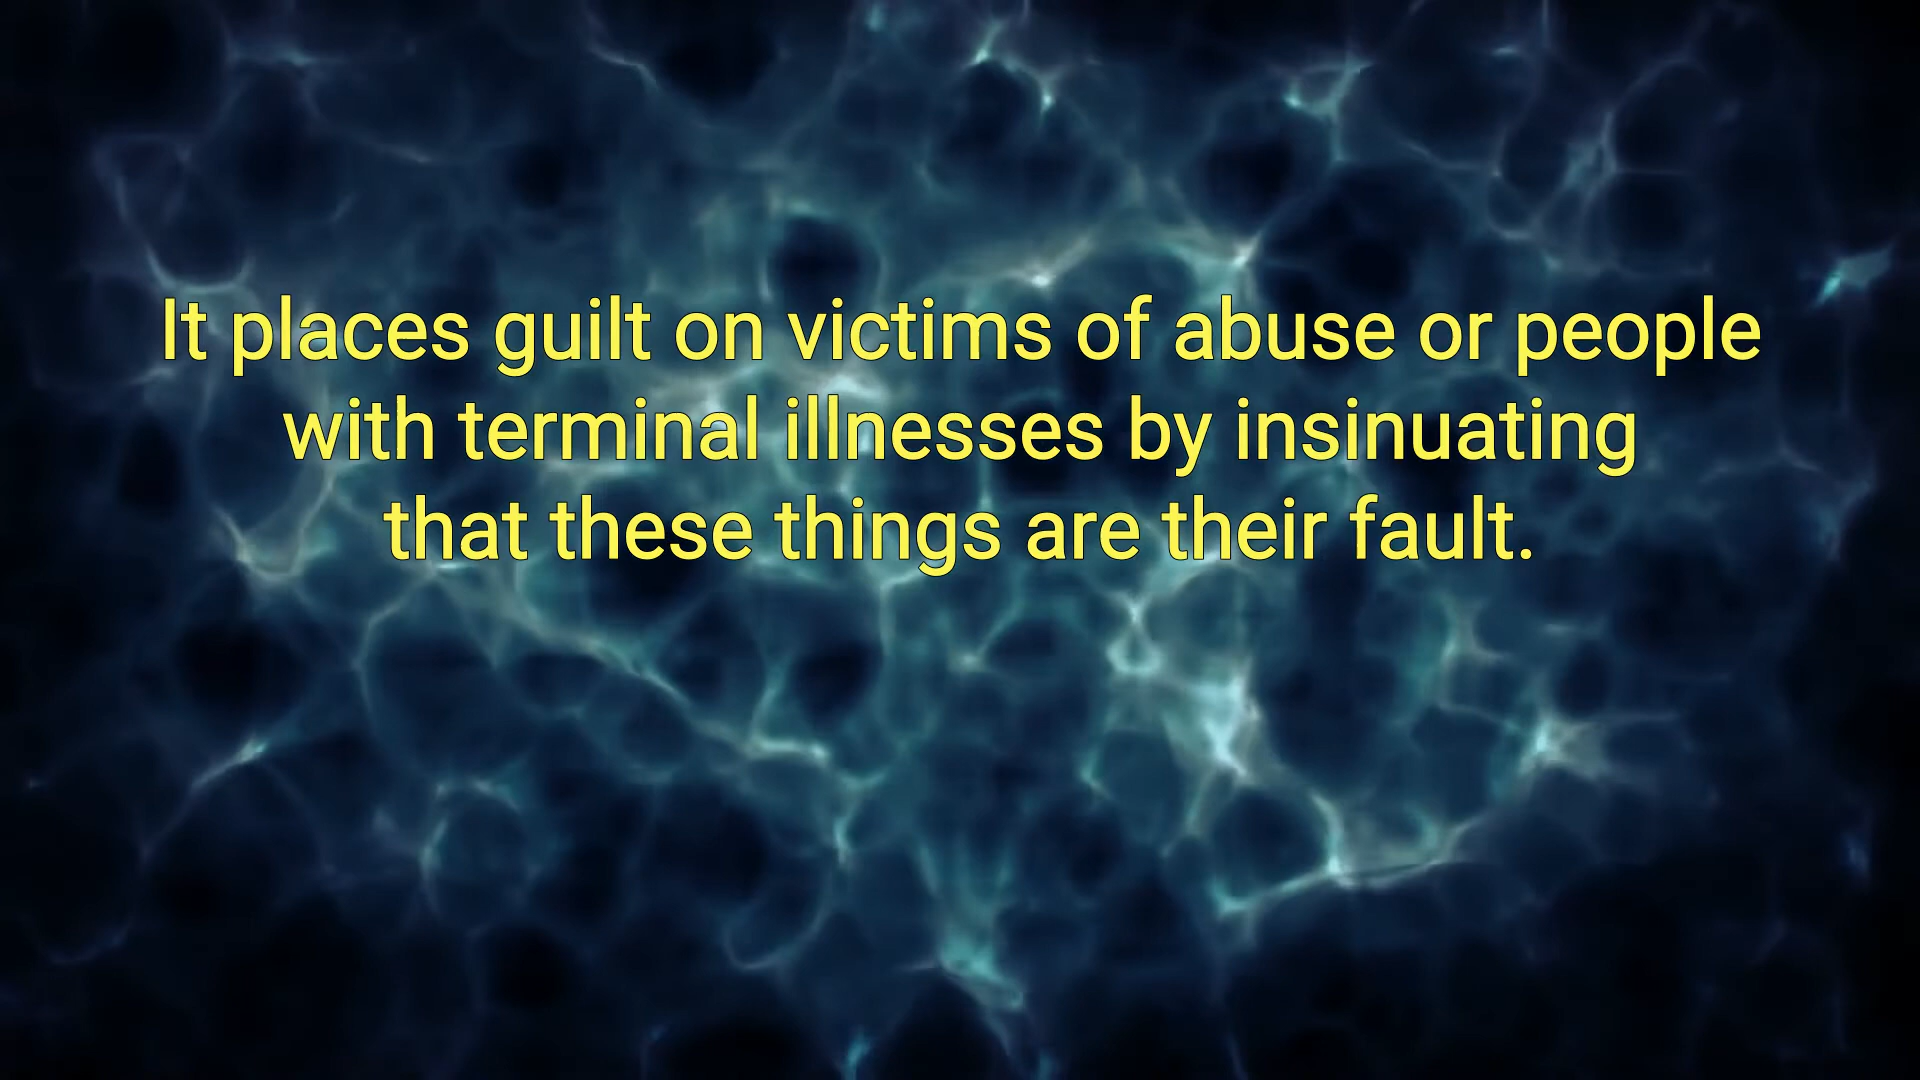 It places guilt on victims of abuse or people
with terminal illnesses by insinuating
that these things are their fault.